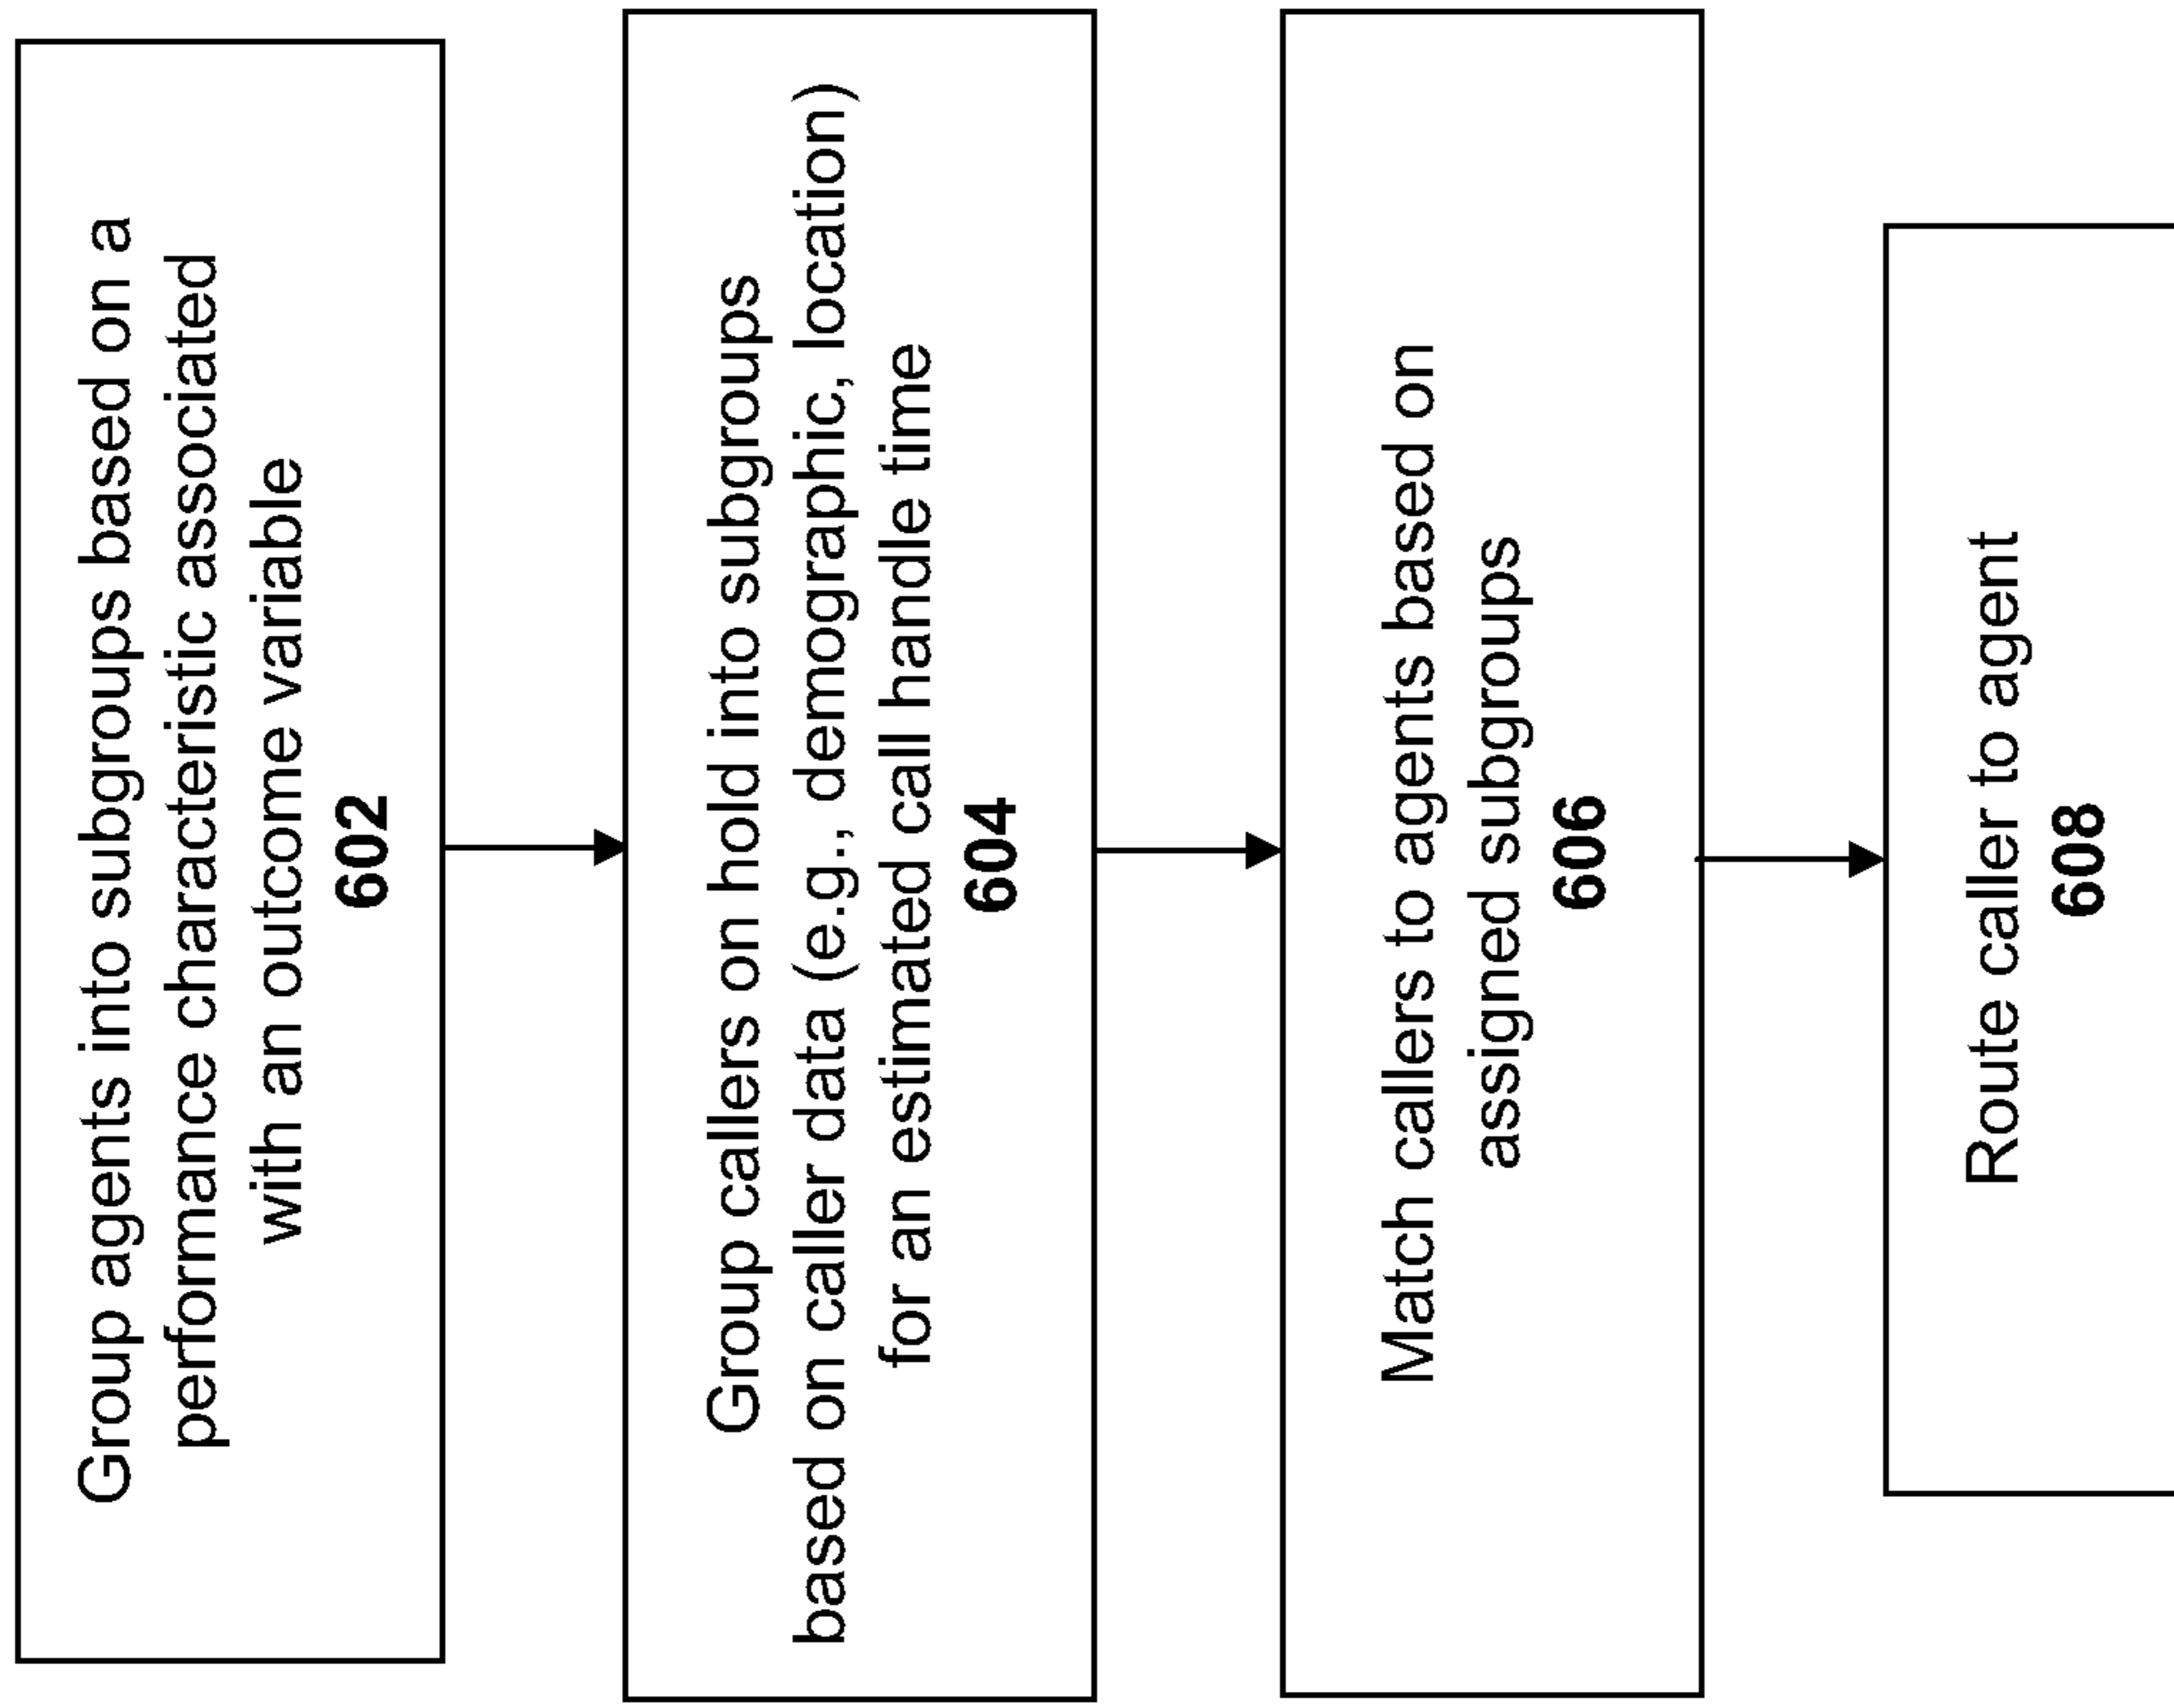 Group agents into subgroups based on a
performance characteristic associated
with an outcome variable
602
Group callers on hold into subgroups
based on caller data (e.g., demographic, location)
for an estimated call handle time
604
Match callers to agents based on
assigned subgroups
606
Route caller to agent
608